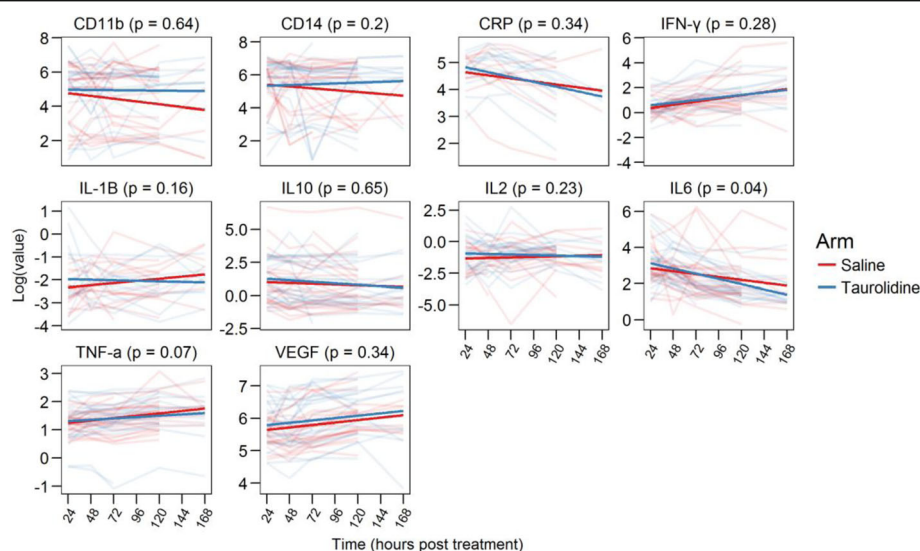 CD11b (p = 0.64)
CD14 (p = 0.2)
CRP (p = 0.34)
IFN-γ (p = 0.28)
8
6
4
2
8
6
4
2
5
4
3
2
6
4
2
0
-2
-4
IL-1B (p = 0.16)
IL10 (p = 0.65)
IL2 (p = 0.23)
IL6 (p = 0.04)
1
0
-1
-2
-3
-4
5.0
2.5
0.0
-2.5
2.5
0.0
-2.5
-5.0
6
4
2
0
24 48 72 96 120 144 168
24 48 72 96 120 144 168
TNF-a (p = 0.07)
VEGF (p = 0.34)
3
2
1
0
-1
7
6
5
4
24 48 72 96 120 144 168
24 48 72 96 120 144 168
Log(value)
Time (hours post treatment)
Arm
Saline
Taurolidine